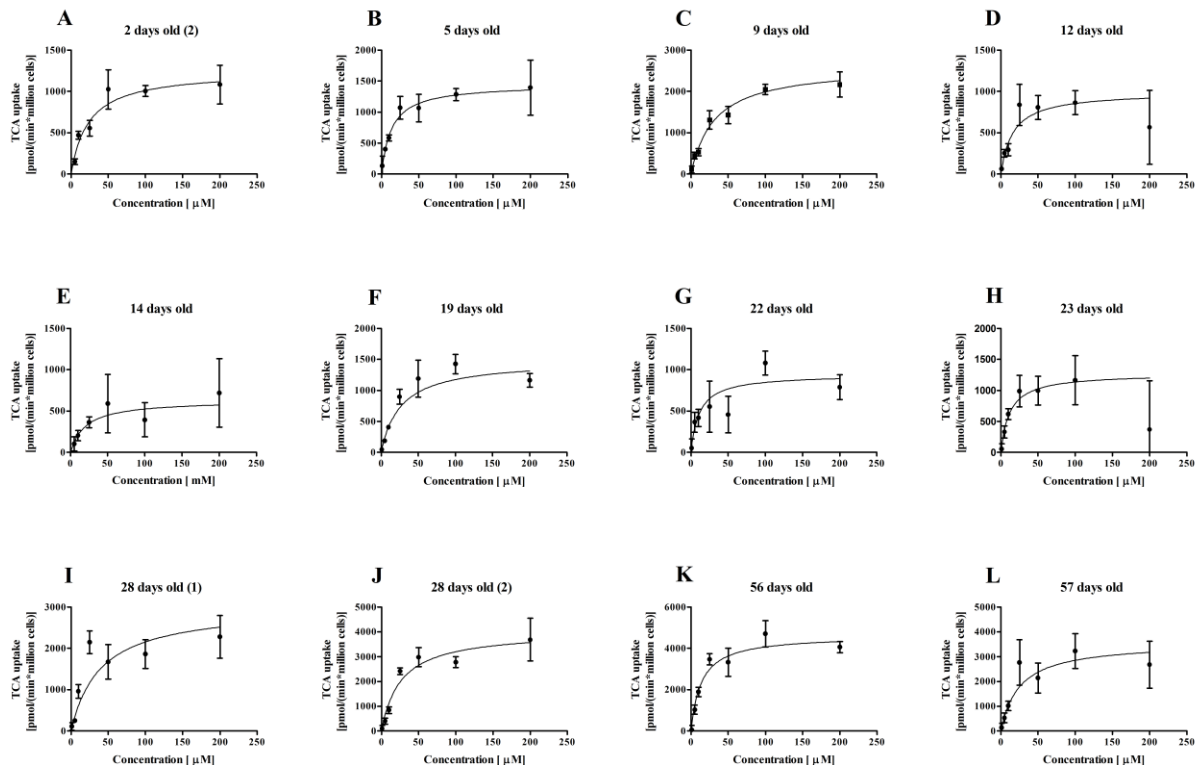 A
2 days old (2)
TCA uptake
[pmol/(min*million cells)]
1500
1000
500
0
0 50 100 150 200 250
Concentration [ μM]
B
5 days old
TCA uptake
[pmol/(min*million cells)]
2000
1500
1000
500
0
0 50 100 150 200 250
Concentration [ μM]
C
9 days old
TCA uptake
[pmol/(min*million cells)]
3000
2000
1000
0
0 50 100 150 200 250
Concentration [ μM]
D
12 days old
TCA uptake
[pmol/(min*million cells)]
1500
1000
500
0
0 50 100 150 200 250
Concentration [ μM]
E
14 days old
TCA uptake
[pmol/(min*million cells)]
1500
1000
500
0
0 50 100 150 200 250
Concentration [ mM]
F
19 days old
TCA uptake
[pmol/(min*million cells)]
2000
1500
1000
500
0
0 50 100 150 200 250
Concentration [ μM]
G
22 days old
TCA uptake
[pmol/(min*million cells)]
1500
1000
500
0
0 50 100 150 200 250
Concentration [ μM]
H
23 days old
TCA uptake
[pmol/(min*million cells)]
2000
1500
1000
500
0
0 50 100 150 200 250
Concentration [ μM]
I
28 days old (1)
TCA uptake
[pmol/(min*million cells)]
3000
2000
1000
0
0 50 100 150 200 250
Concentration [ μM]
J
28 days old (2)
TCA uptake
[pmol/(min*million cells)]
5000
4000
3000
2000
1000
0
0 50 100 150 200 250
Concentration [ μM]
K
56 days old
TCA uptake
[pmol/(min*million cells)]
6000
4000
2000
0
0 50 100 150 200 250
Concentration [ μM]
L
57 days old
TCA uptake
[pmol/(min*million cells)]
5000
4000
3000
2000
1000
0
0 50 100 150 200 250
Concentration [ μM]